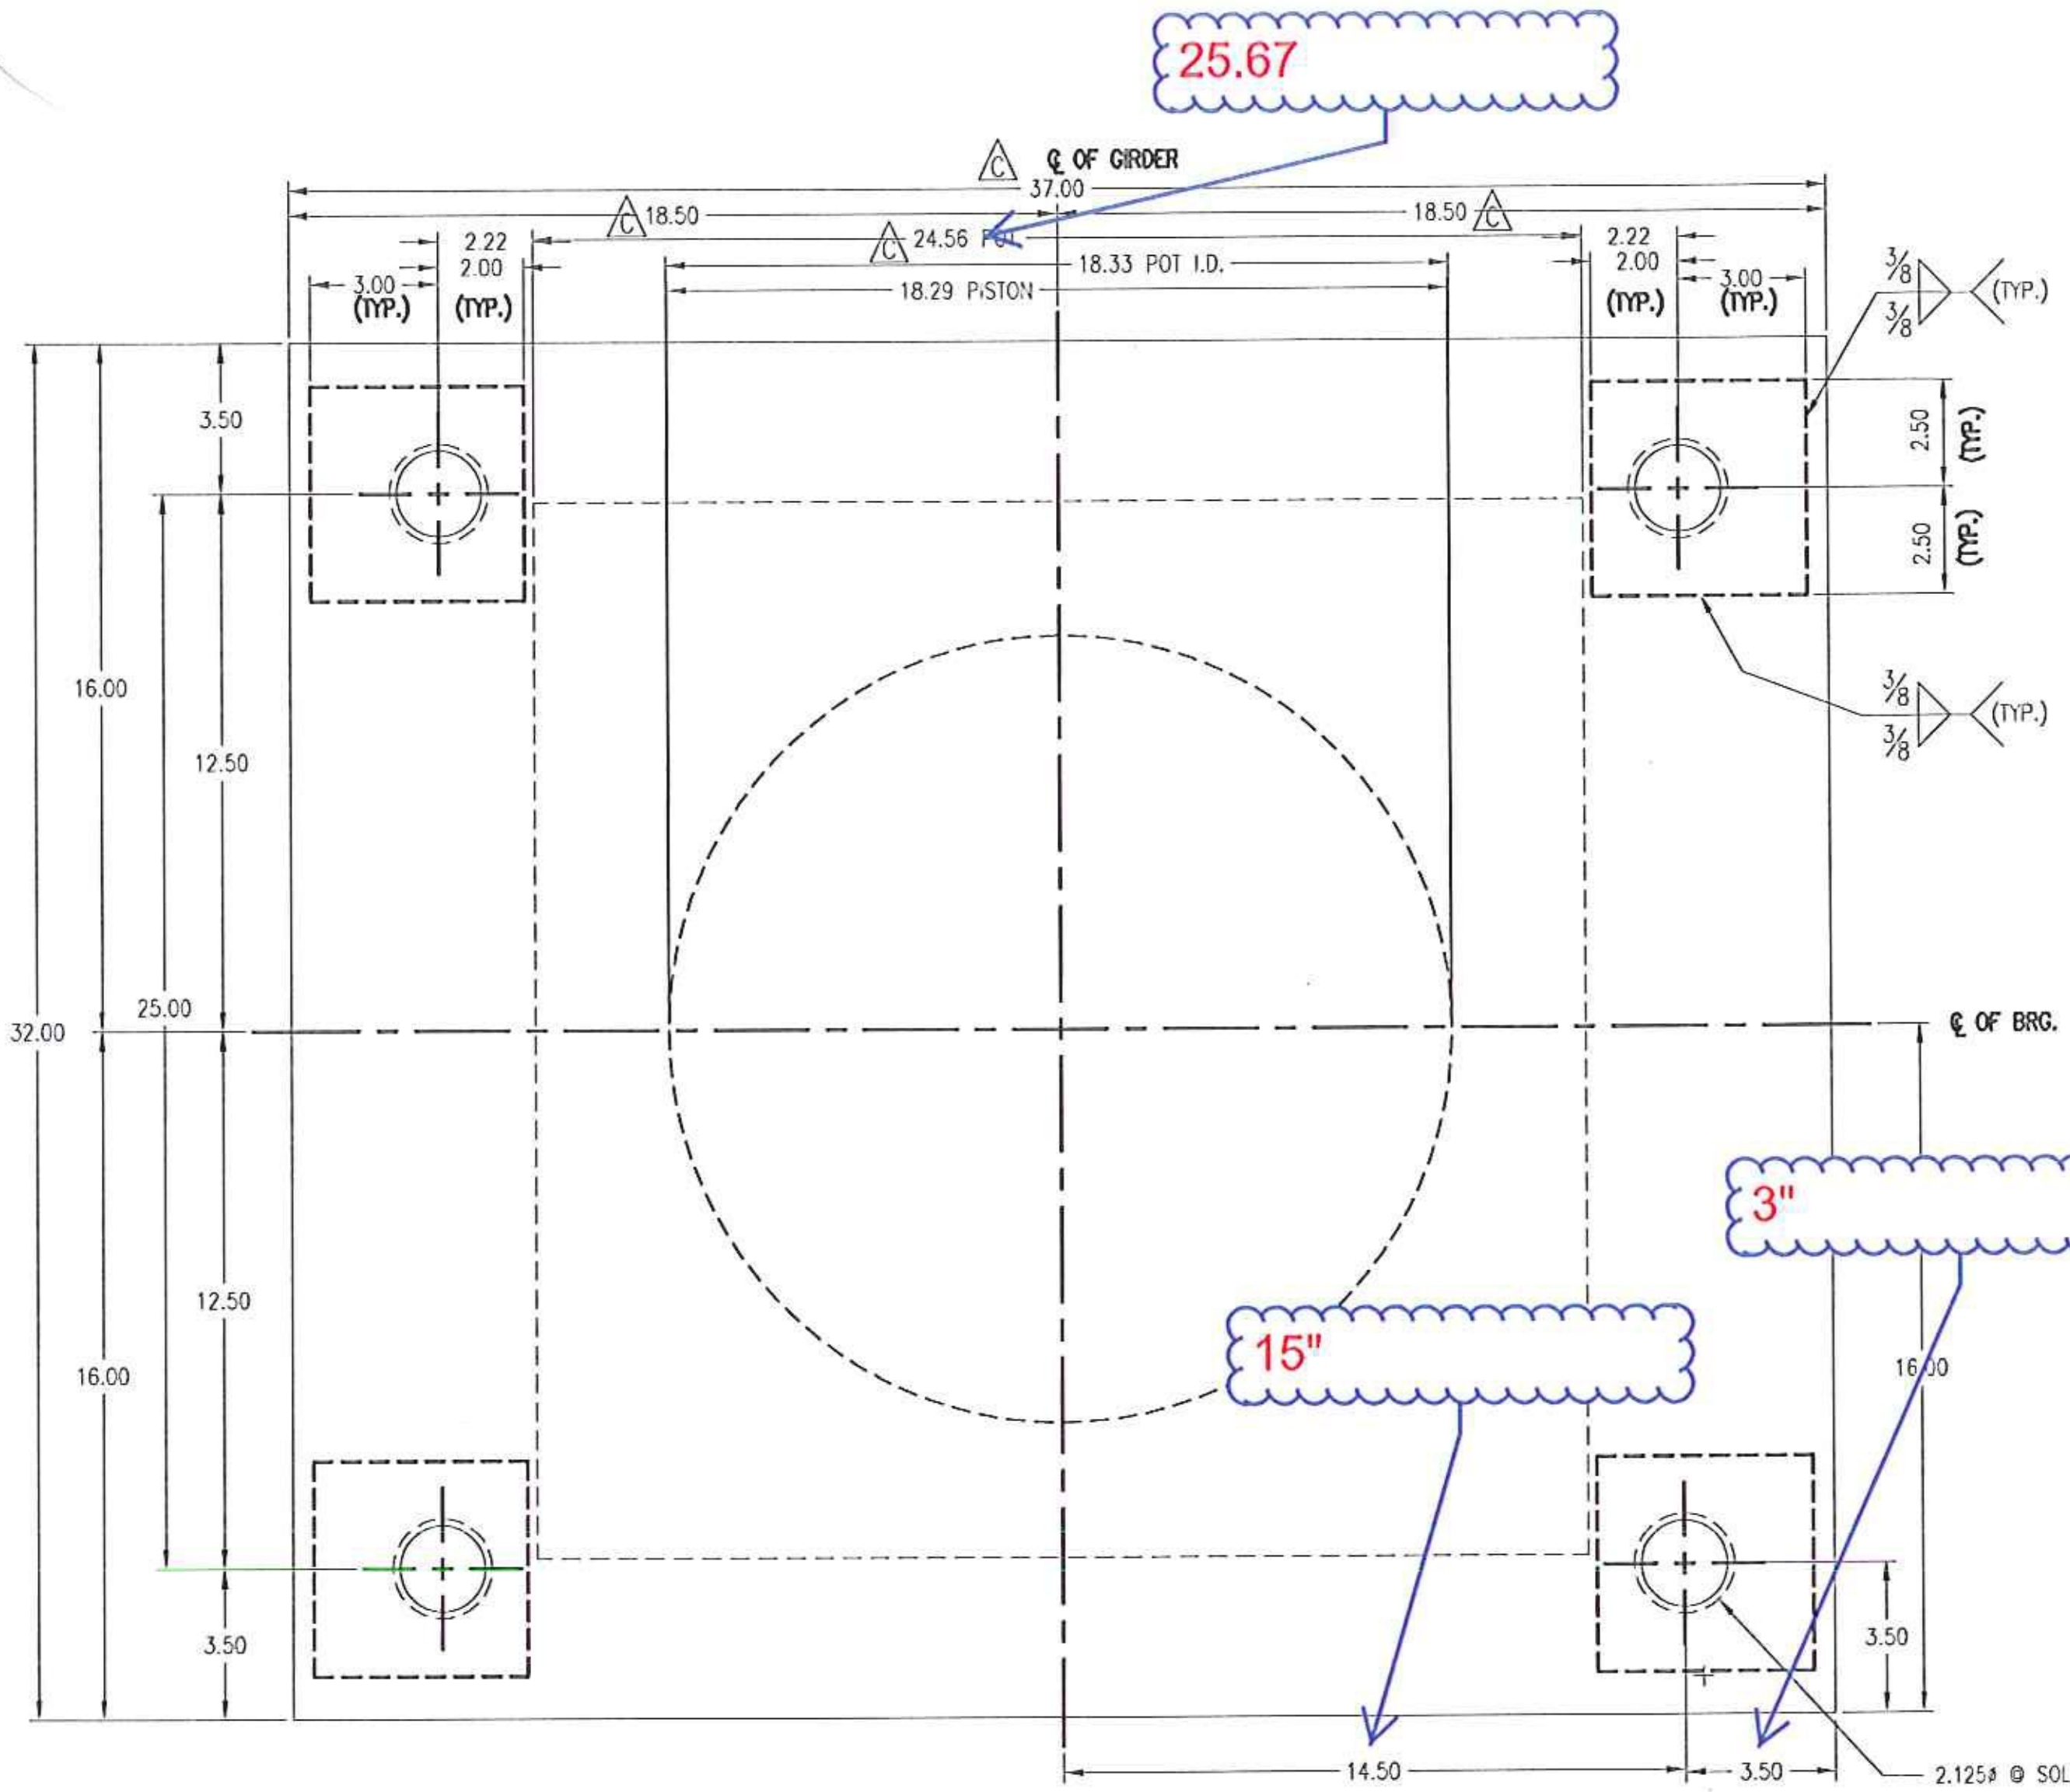 25.67
C ℄ OF GIRDER
37.00
C 18.50
18.50 C
C 24.56
2.22
2.22
2.00
2.00
18.33 POT I.D.
18.29 PISTON
3.00
(TYP.)
(TYP.)
(TYP.)
3.00
(TYP.)
3/8
3/8
(TYP.)
3.50
2.50
(TYP.)
2.50
(TYP.)
16.00
3/8
3/8
(TYP.)
12.50
25.00
32.00
℄ OF BRG.
3"
12.50
15"
16.00
16.00
3.50
3.50
14.50
3.50
2.125ø @ SOL